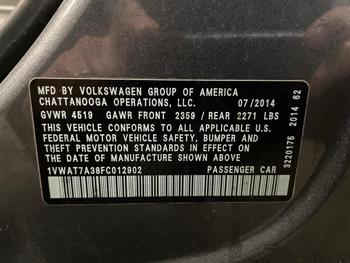 MFD BY VOLKSWAGEN GROUP OF AMERICA
CHATTANOOGA OPERATIONS, LLC. 07/2014
GVWR 4519 GAWR FRONT 2359 / REAR 2271 LBS
THIS VEHICLE CONFORMS TO ALL APPLICABLE U.S.
FEDERAL MOTOR VEHICLE SAFETY, BUMPER AND
THEFT PREVENTION STANDARDS IN EFFECT ON
THE DATE OF MANUFACTURE SHOWN ABOVE.
1VWAT7A38FC012902 PASSENGER CAR
3220175 2014 62